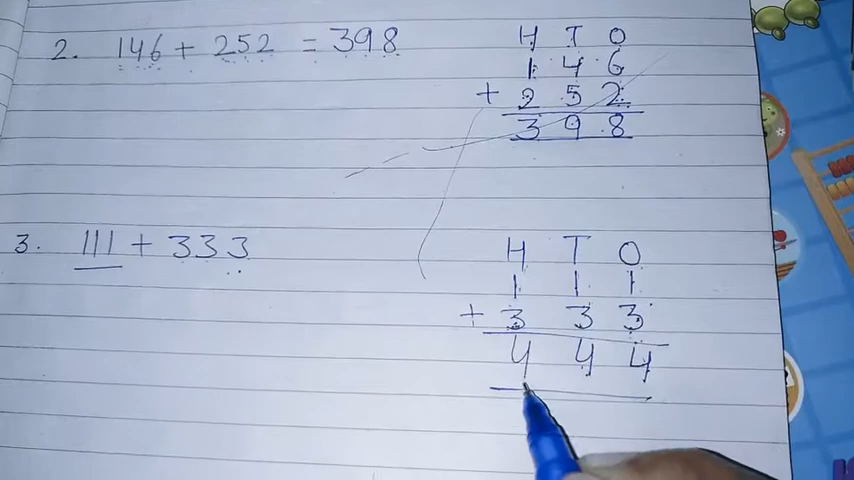 2. 146 + 252 = 398
H T O
1 4 6
+ 2 5 2
3 9 8
3. 111 + 333
H T O
1 1 1
+ 3 3 3
4 4 4